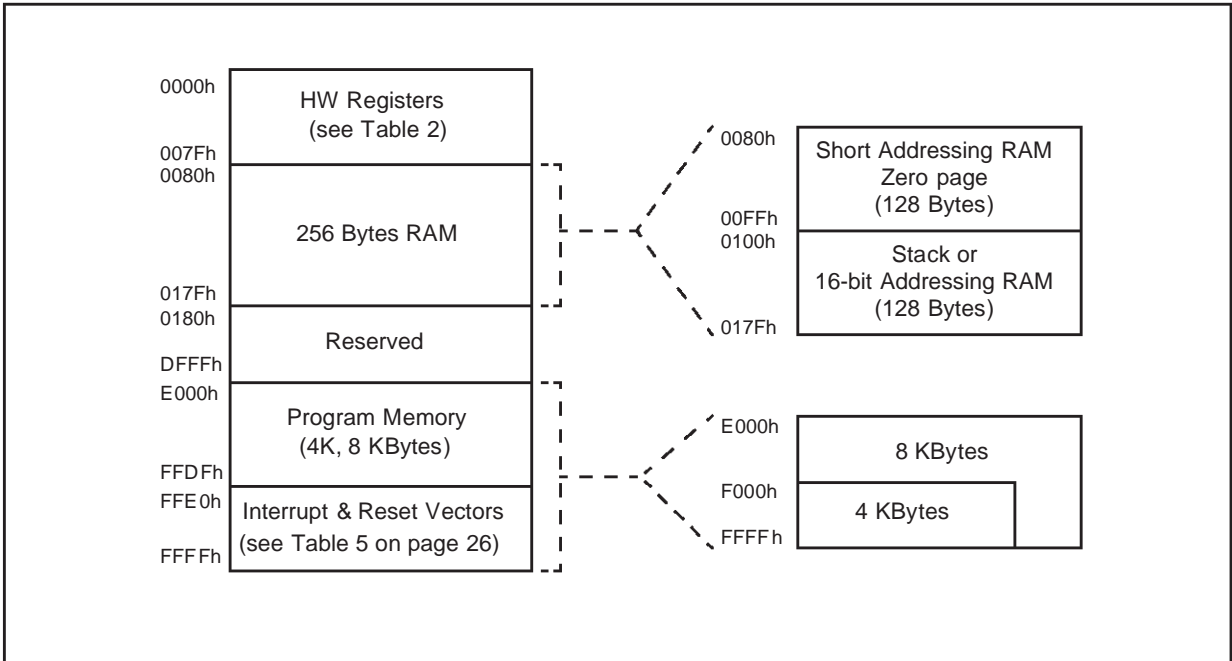 0000h
HW Registers
(see Table 2)
007Fh
0080h
256 Bytes RAM
017Fh
0180h
Reserved
DFFFh
E000h
Program Memory
(4K, 8 KBytes)
FFDFh
FFE0h
Interrupt & Reset Vectors
(see Table 5 on page 26)
FFFFh
0080h
Short Addressing RAM
Zero page
(128 Bytes)
00FFh
0100h
Stack or
16-bit Addressing RAM
(128 Bytes)
017Fh
E000h
8 KBytes
F000h
4 KBytes
FFFFh